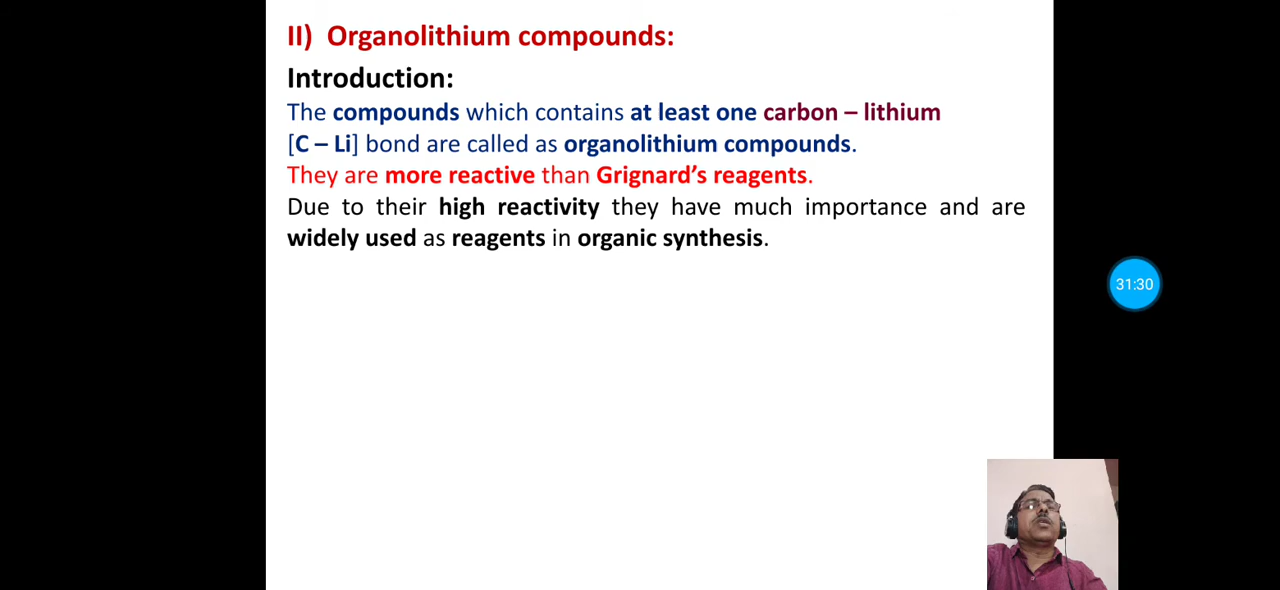 II) Organolithium compounds:
Introduction:
The compounds which contains at least one carbon – lithium
[C – Li] bond are called as organolithium compounds.
They are more reactive than Grignard’s reagents.
Due to their high reactivity they have much importance and are
widely used as reagents in organic synthesis.
31:30